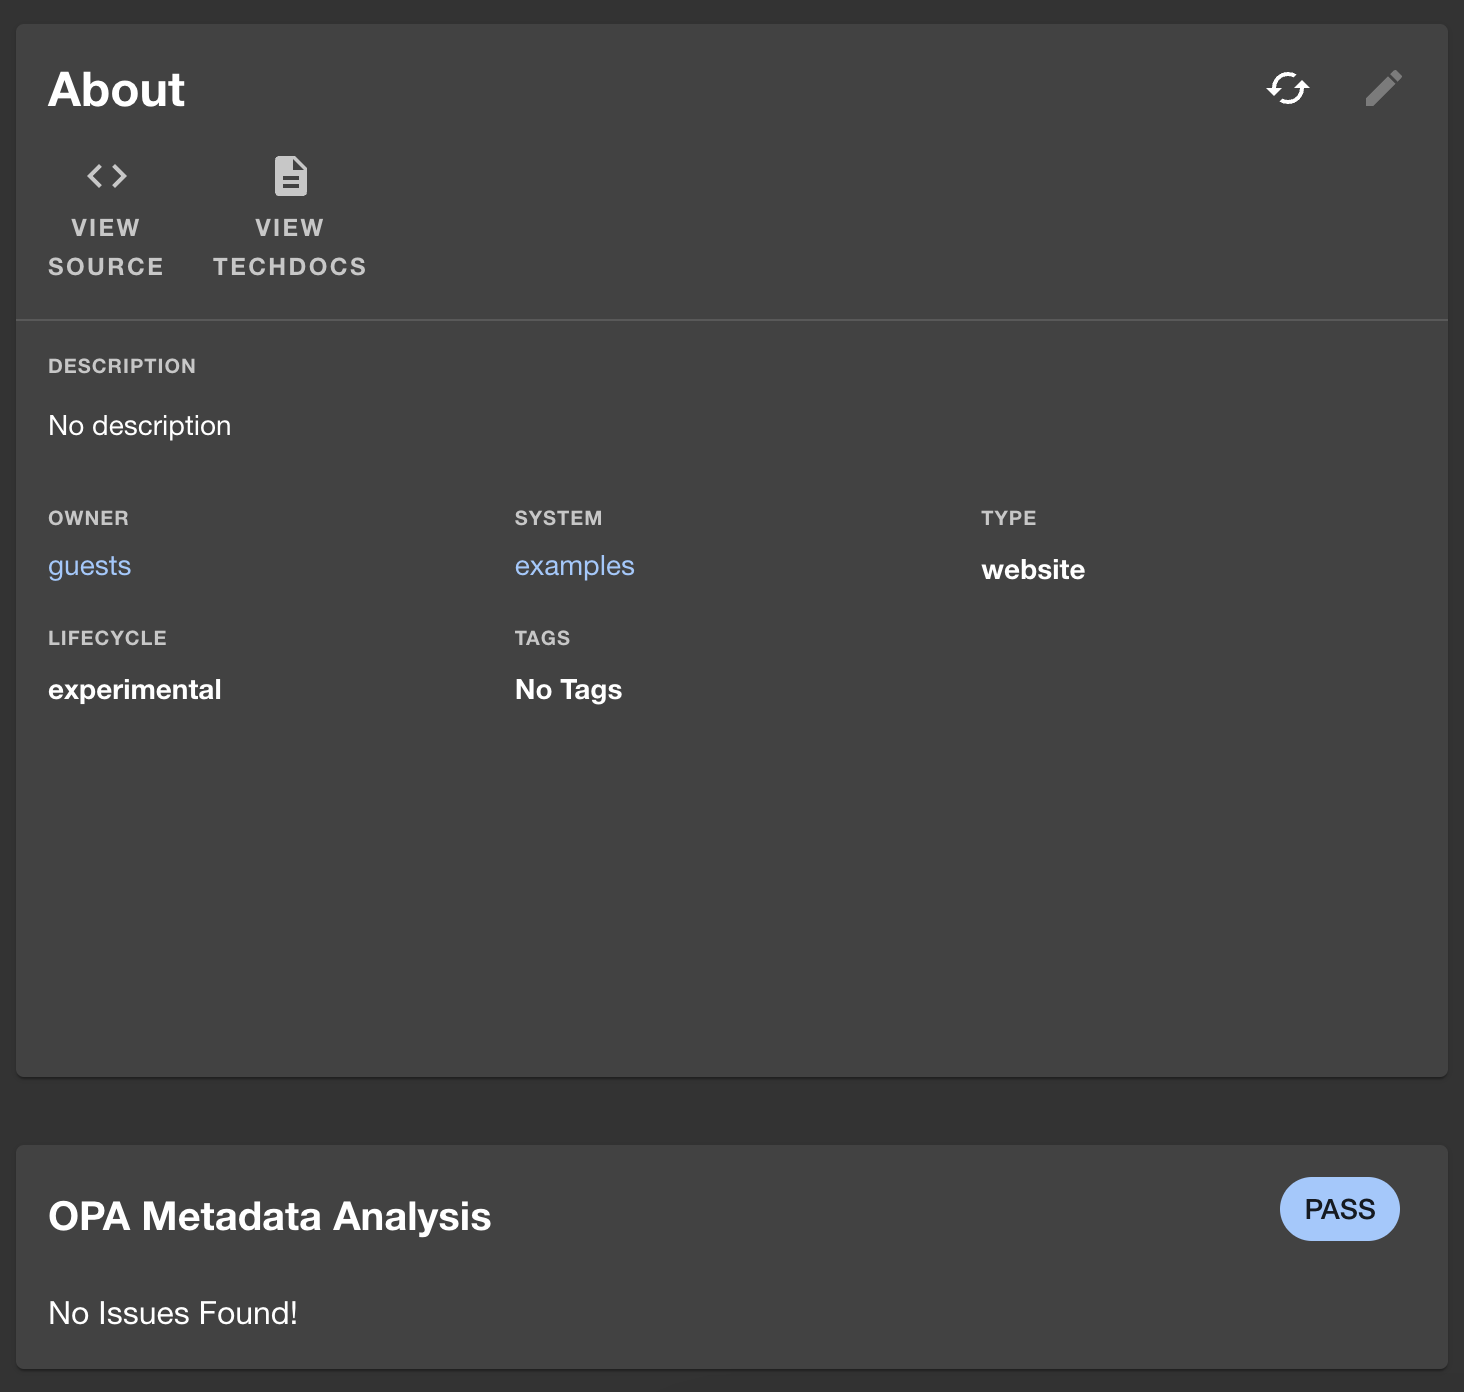 About
VIEW
SOURCE
VIEW
TECHDOCS
DESCRIPTION
No description
OWNER
guests
SYSTEM
examples
TYPE
website
LIFECYCLE
experimental
TAGS
No Tags
OPA Metadata Analysis
PASS
No Issues Found!